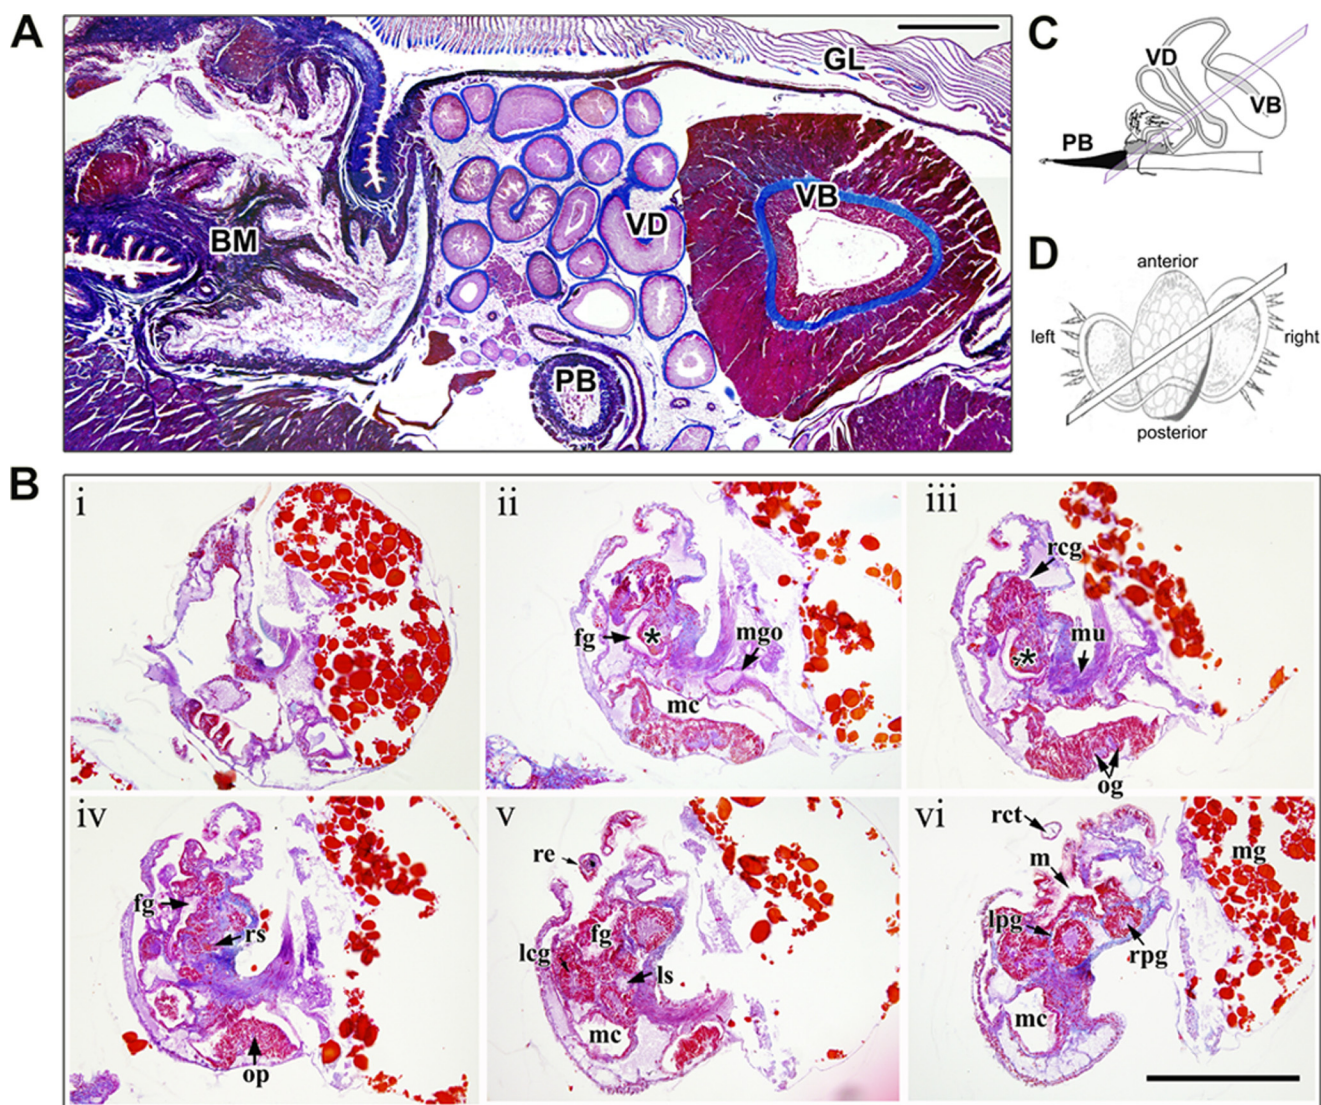 A
GL
VB
VD
BM
PB
C
VD
VB
PB
D
anterior
left
right
posterior
B
i
ii
fg
*
mgo
mc
iii
rcg
mu
*
og
iv
fg
rs
op
v
re
fg
lcg
ls
mc
vi
rct
m
mg
lpg
rpg
mc